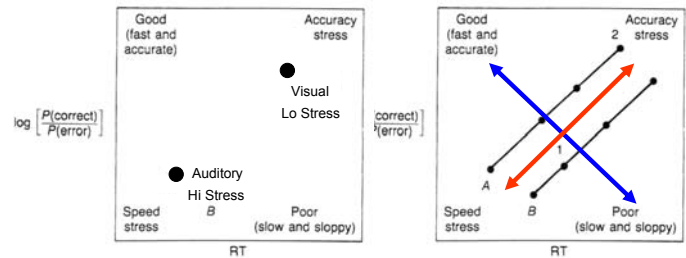 Good
(fast and
accurate)
Accuracy
stress
Visual
Lo Stress
log [P(correct)/P(error)]
Auditory
Hi Stress
Speed
stress
B
Poor
(slow and sloppy)
RT
Good
(fast and
accurate)
2
Accuracy
stress
correct)
(error) ]
1
A
B
Speed
stress
Poor
(slow and sloppy)
RT